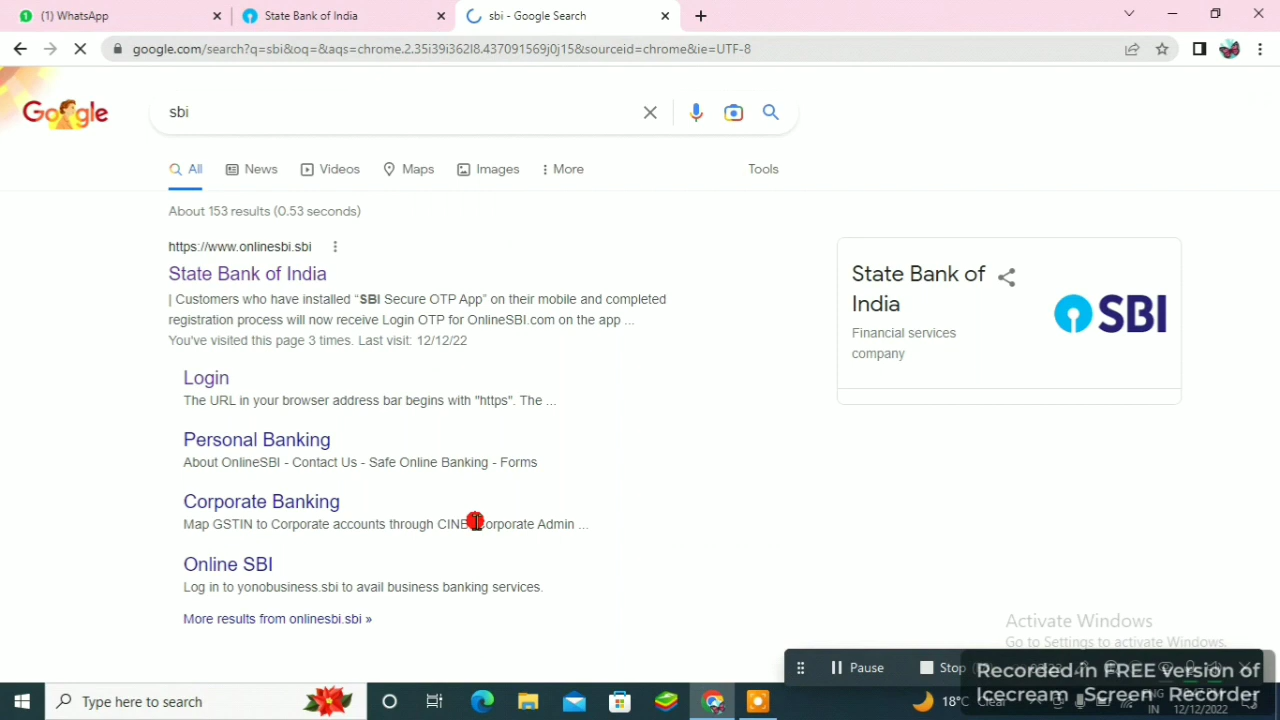 (1) WhatsApp
State Bank of India
sbi - Google Search
google.com/search?q=sbi&oq=&aqs=chrome.2.35i39i362l8.437091569j0j15&sourceid=chrome&ie=UTF-8
Google
sbi
All
News
Videos
Maps
Images
More
Tools
About 153 results (0.53 seconds)
https://www.onlinesbi.sbi
State Bank of India
| Customers who have installed “SBI Secure OTP App” on their mobile and completed
registration process will now receive Login OTP for OnlineSBI.com on the app ...
You've visited this page 3 times. Last visit: 12/12/22
Login
The URL in your browser address bar begins with "https". The ...
Personal Banking
About OnlineSBI - Contact Us - Safe Online Banking - Forms
Corporate Banking
Map GSTIN to Corporate accounts through CINB Corporate Admin ...
Online SBI
Log in to yonobusiness.sbi to avail business banking services.
More results from onlinesbi.sbi »
State Bank of
India
Financial services
company
SBI
Activate Windows
Go to Settings to activate Windows.
Pause
Stop
Recorded in FREE version of
Icecream Screen Recorder
Type here to search
18°C Clear
ENG
IN
12/12/2022